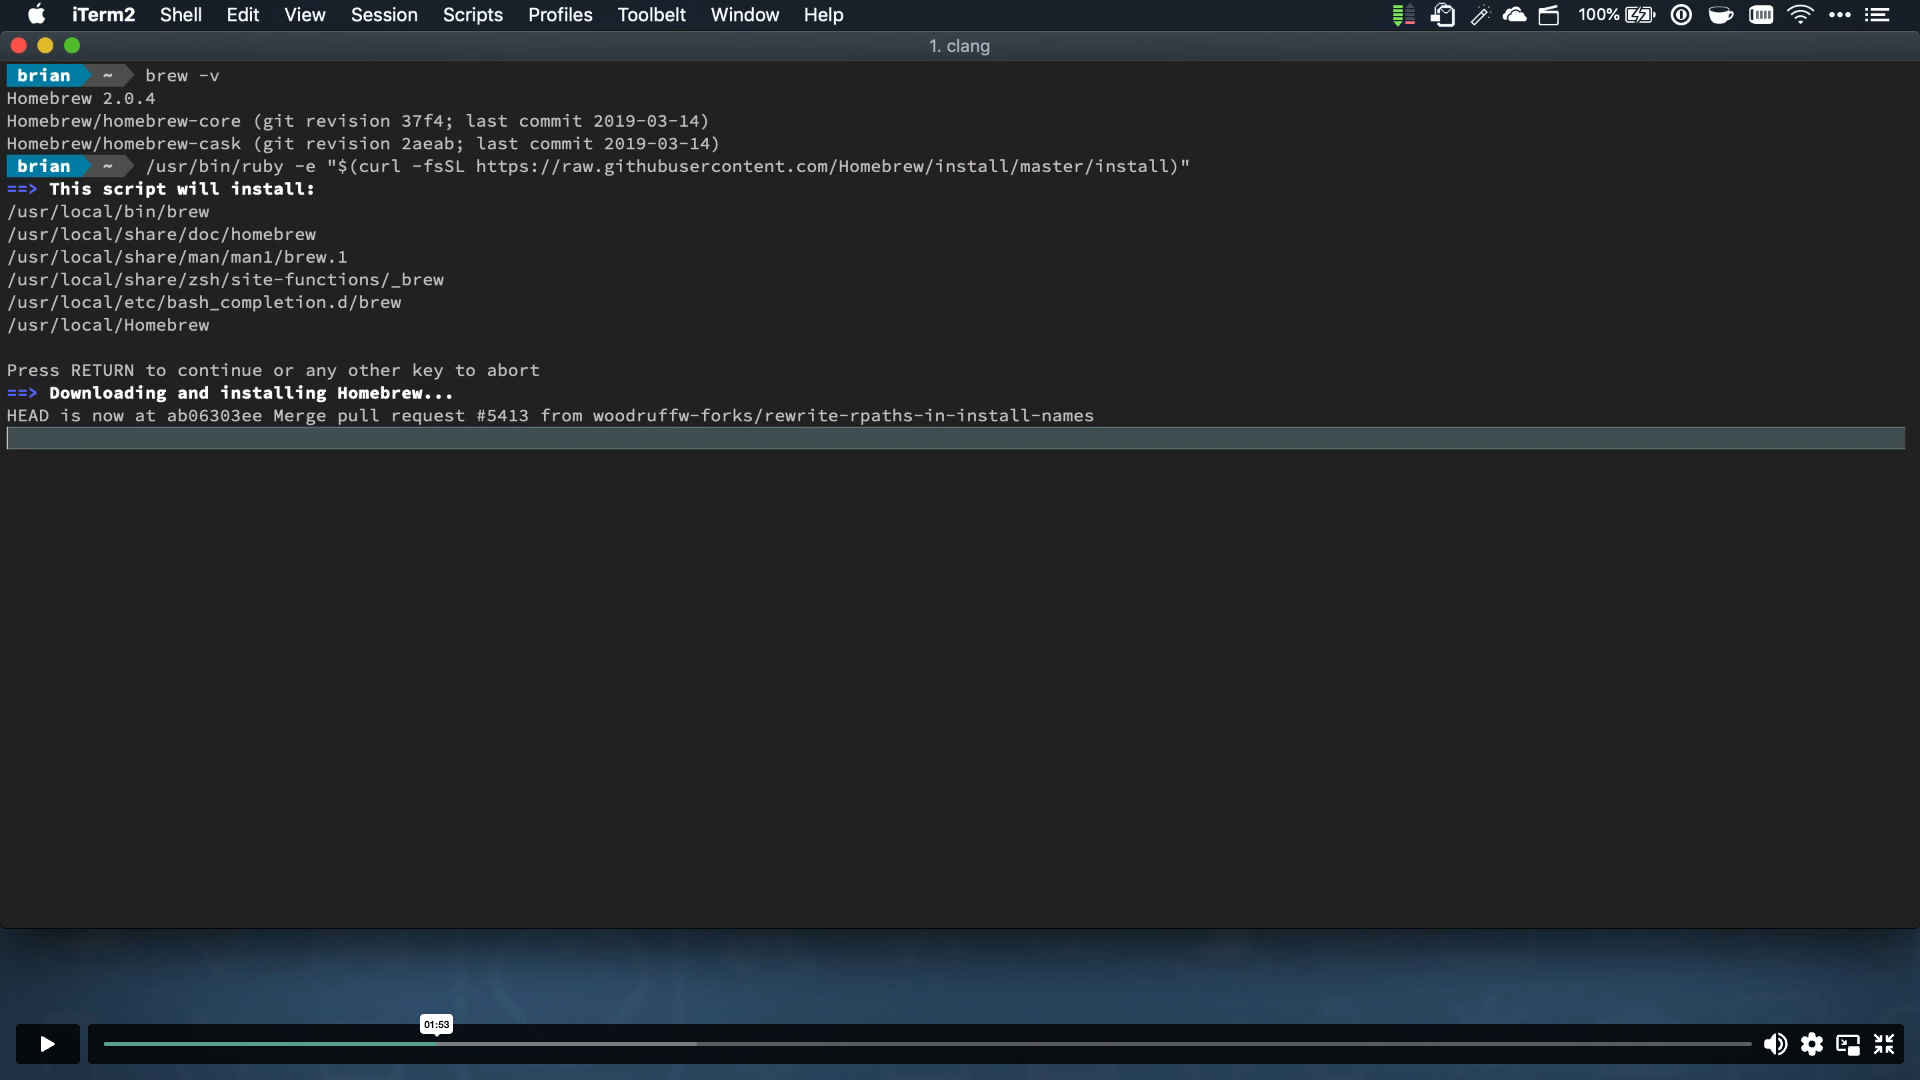 iTerm2 Shell Edit View Session Scripts Profiles Toolbelt Window Help 100%
1. clang
brian ~ brew -v
Homebrew 2.0.4
Homebrew/homebrew-core (git revision 37f4; last commit 2019-03-14)
Homebrew/homebrew-cask (git revision 2aeab; last commit 2019-03-14)
brian ~ /usr/bin/ruby -e "$(curl -fsSL https://raw.githubusercontent.com/Homebrew/install/master/install)"
==> This script will install:
/usr/local/bin/brew
/usr/local/share/doc/homebrew
/usr/local/share/man/man1/brew.1
/usr/local/share/zsh/site-functions/_brew
/usr/local/etc/bash_completion.d/brew
/usr/local/Homebrew
Press RETURN to continue or any other key to abort
==> Downloading and installing Homebrew...
HEAD is now at ab06303ee Merge pull request #5413 from woodruffw-forks/rewrite-rpaths-in-install-names
01:53